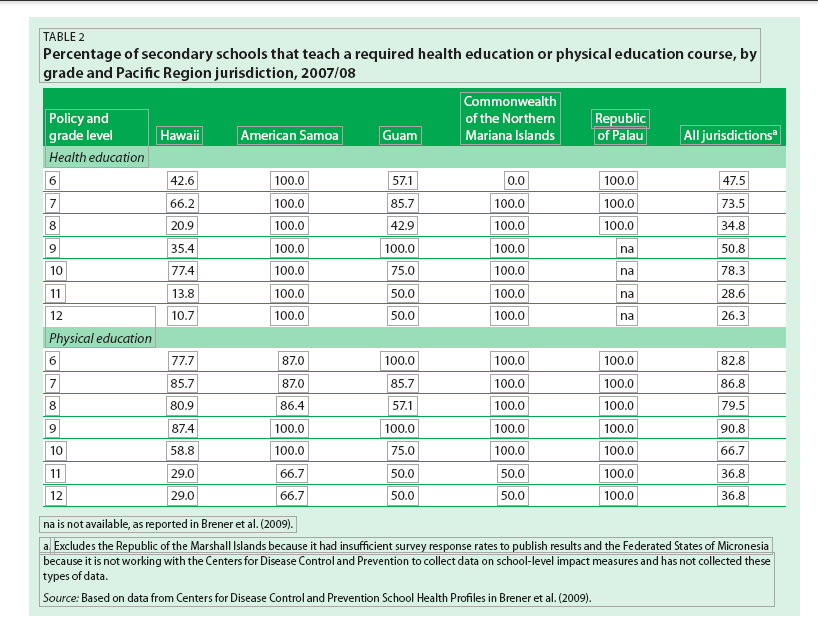 TABLE 2
Percentage of secondary schools that teach a required health education or physical education course, by
grade and Pacific Region jurisdiction, 2007/08
Policy and grade level Hawaii American Samoa Guam Commonwealth of the Northern Mariana Islands Republic of Palau All jurisdictionsa
Health education
6 42.6 100.0 57.1 0.0 100.0 47.5
7 66.2 100.0 85.7 100.0 100.0 73.5
8 20.9 100.0 42.9 100.0 100.0 34.8
9 35.4 100.0 100.0 100.0 na 50.8
10 77.4 100.0 75.0 100.0 na 78.3
11 13.8 100.0 50.0 100.0 na 28.6
12 10.7 100.0 50.0 100.0 na 26.3
Physical education
6 77.7 87.0 100.0 100.0 100.0 82.8
7 85.7 87.0 85.7 100.0 100.0 86.8
8 80.9 86.4 57.1 100.0 100.0 79.5
9 87.4 100.0 100.0 100.0 100.0 90.8
10 58.8 100.0 75.0 100.0 100.0 66.7
11 29.0 66.7 50.0 50.0 100.0 36.8
12 29.0 66.7 50.0 50.0 100.0 36.8
na is not available, as reported in Brener et al. (2009).
a. Excludes the Republic of the Marshall Islands because it had insufficient survey response rates to publish results and the Federated States of Micronesia
because it is not working with the Centers for Disease Control and Prevention to collect data on school-level impact measures and has not collected these
types of data.
Source: Based on data from Centers for Disease Control and Prevention School Health Profiles in Brener et al. (2009).